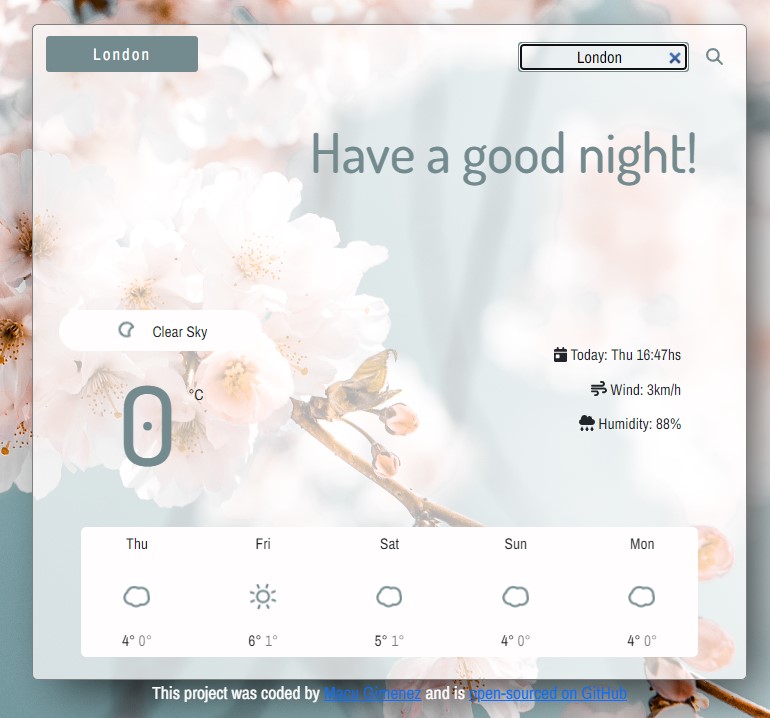 London
London
Have a good night!
Clear Sky
0 °C
Today: Thu 16:47hs
Wind: 3km/h
Humidity: 88%
Thu Fri Sat Sun Mon
4° 0° 6° 1° 5° 1° 4° 0° 4° 0°
This project was coded by Macu Gimenez and is open-sourced on GitHub